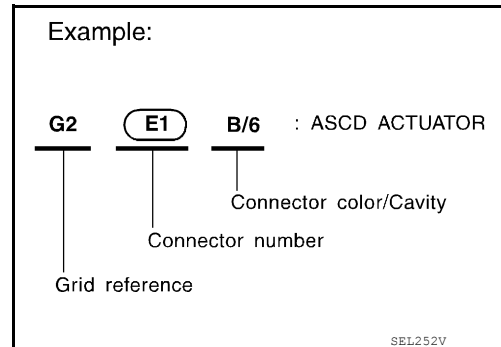 Example:
G2 E1 B/6 : ASCD ACTUATOR
Connector color/Cavity
Connector number
Grid reference
SEL252V